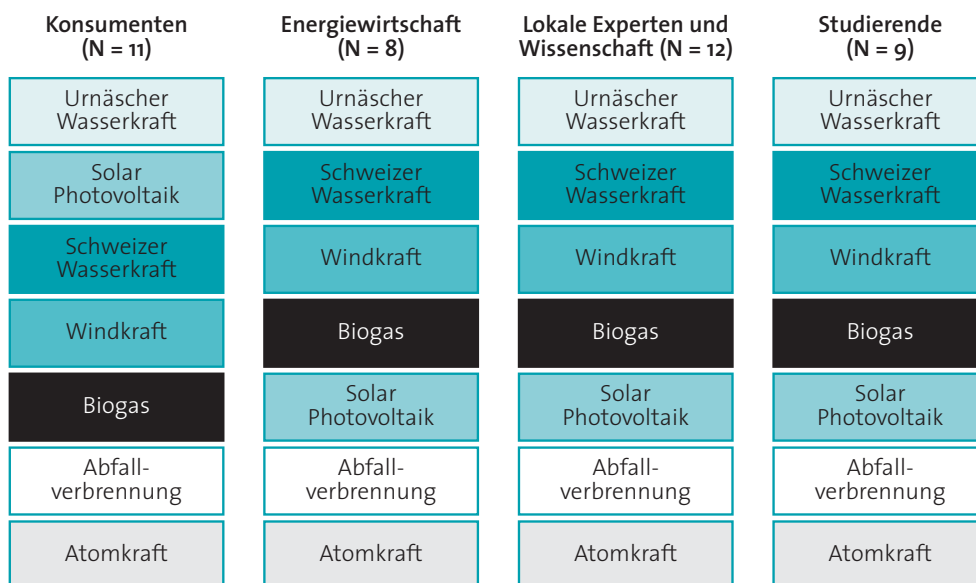 Konsumenten
(N = 11)
Urnäscher
Wasserkraft
Solar
Photovoltaik
Schweizer
Wasserkraft
Windkraft
Biogas
Abfall-
verbrennung
Atomkraft
Energiewirtschaft
(N = 8)
Urnäscher
Wasserkraft
Schweizer
Wasserkraft
Windkraft
Biogas
Solar
Photovoltaik
Abfall-
verbrennung
Atomkraft
Lokale Experten und
Wissenschaft (N = 12)
Urnäscher
Wasserkraft
Schweizer
Wasserkraft
Windkraft
Biogas
Solar
Photovoltaik
Abfall-
verbrennung
Atomkraft
Studierende
(N = 9)
Urnäscher
Wasserkraft
Schweizer
Wasserkraft
Windkraft
Biogas
Solar
Photovoltaik
Abfall-
verbrennung
Atomkraft